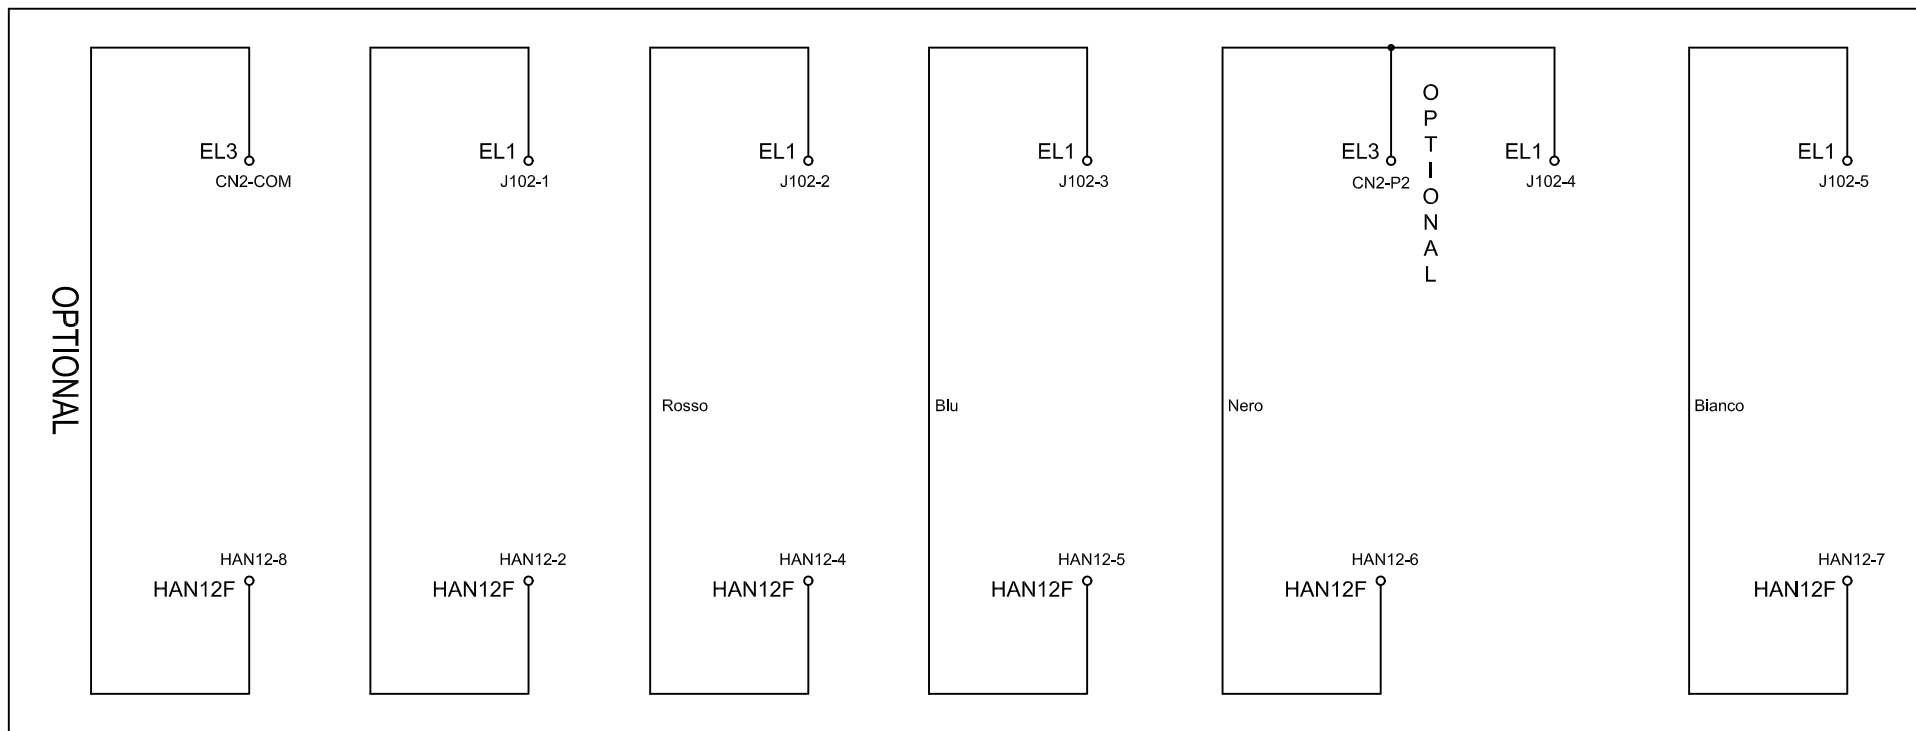 OPTIONAL
EL3
CN2-COM
HAN12-8
HAN12F
EL1
J102-1
HAN12-2
HAN12F
EL1
J102-2
Rosso
HAN12-4
HAN12F
EL1
J102-3
Blu
HAN12-5
HAN12F
EL3
CN2-P2
OPTIONAL
EL1
J102-4
Nero
HAN12-6
HAN12F
EL1
J102-5
Bianco
HAN12-7
HAN12F